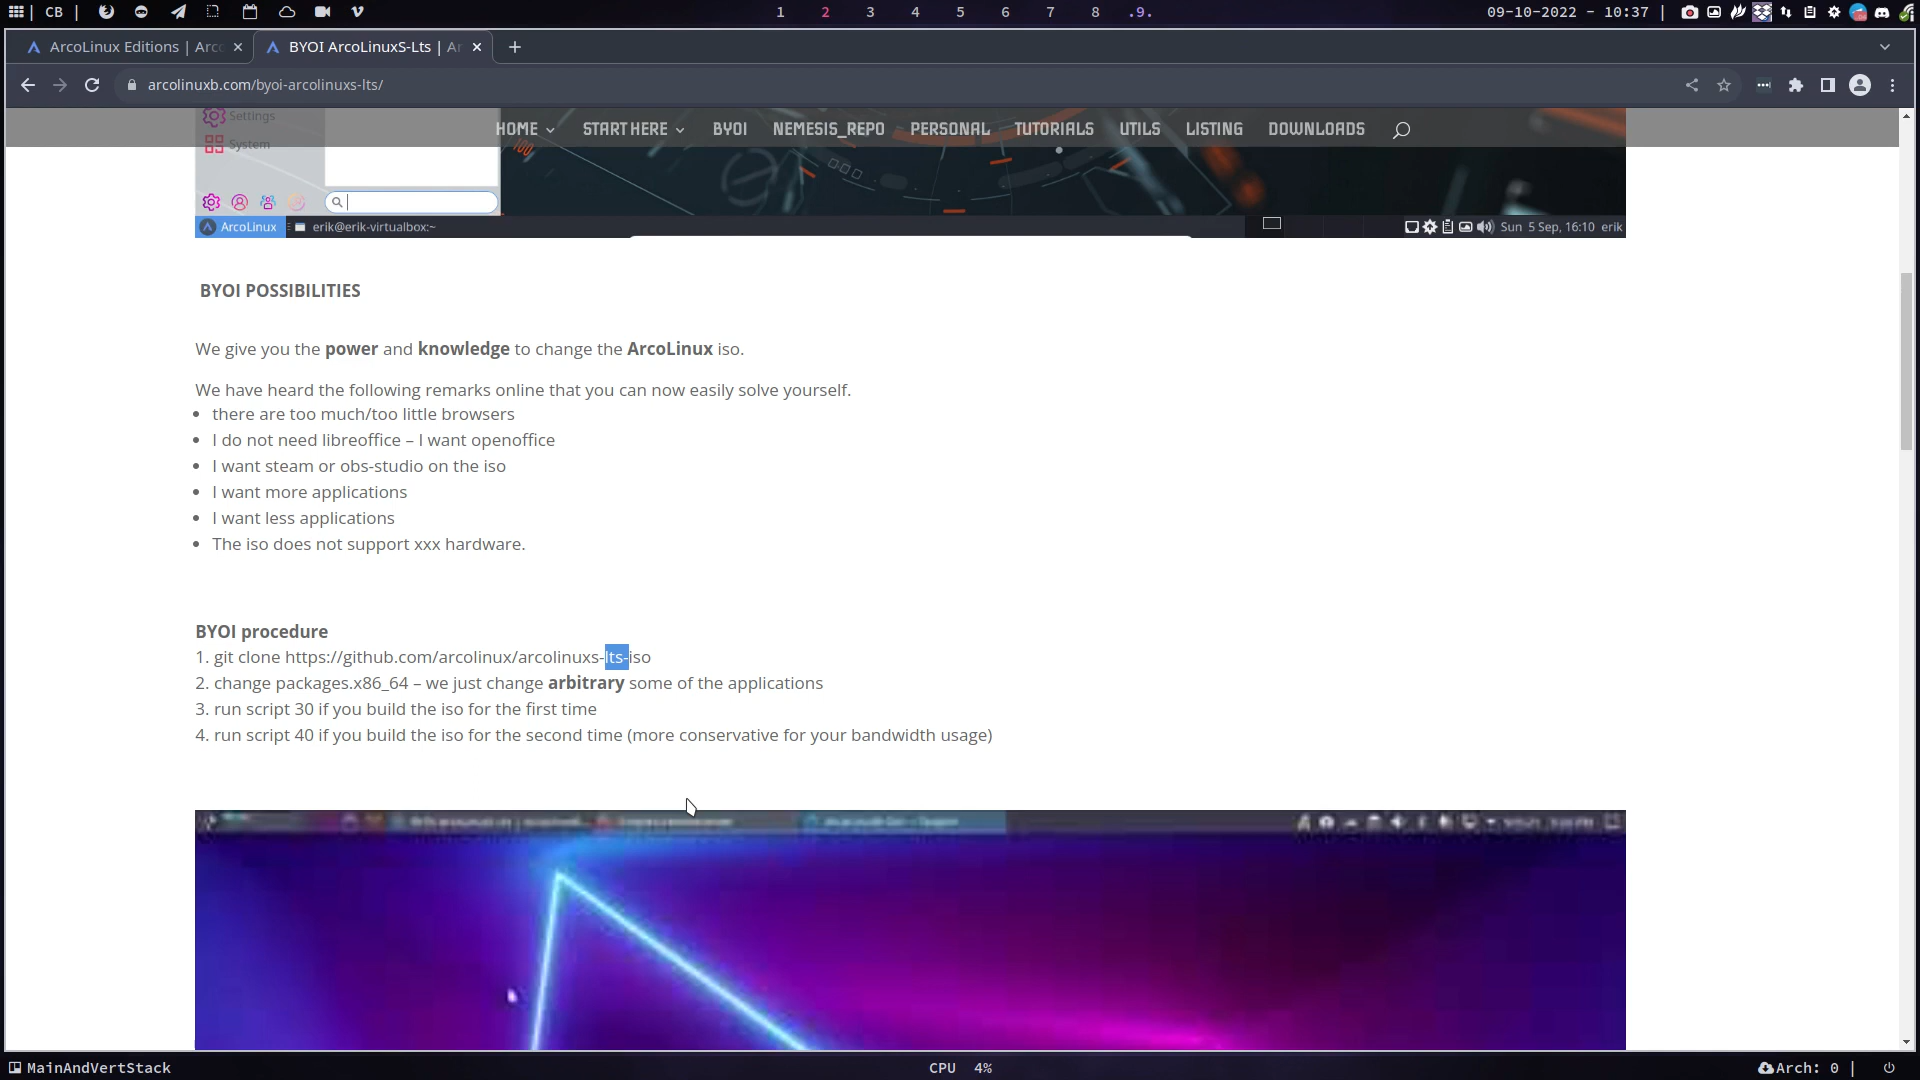 CB
1 2 3 4 5 6 7 8 .9.
09-10-2022 - 10:37
ArcoLinux Editions | Arc
BYOI ArcoLinuxS-Lts | Ar
arcolinuxb.com/byoi-arcolinuxs-lts/
Settings
System
HOME START HERE BYOI NEMESIS_REPO PERSONAL TUTORIALS UTILS LISTING DOWNLOADS
100
ArcoLinux
erik@erik-virtualbox:~
Sun 5 Sep, 16:10 erik
BYOI POSSIBILITIES
We give you the power and knowledge to change the ArcoLinux iso.
We have heard the following remarks online that you can now easily solve yourself.
• there are too much/too little browsers
• I do not need libreoffice – I want openoffice
• I want steam or obs-studio on the iso
• I want more applications
• I want less applications
• The iso does not support xxx hardware.
BYOI procedure
1. git clone https://github.com/arcolinux/arcolinuxs-lts-iso
2. change packages.x86_64 – we just change arbitrary some of the applications
3. run script 30 if you build the iso for the first time
4. run script 40 if you build the iso for the second time (more conservative for your bandwidth usage)
MainAndVertStack
CPU 4%
Arch: 0